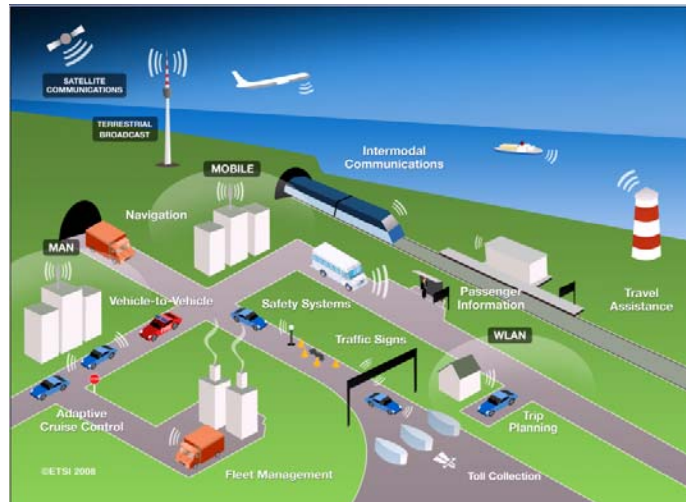 SATELLITE
COMMUNICATIONS
TERRESTRIAL
BROADCAST
Intermodal
Communications
MOBILE
Navigation
MAN
Vehicle-to-Vehicle
Safety Systems
Passenger
Information
Travel
Assistance
Traffic Signs
WLAN
Adaptive
Cruise Control
Trip
Planning
©ETSI 2008
Fleet Management
Toll Collection